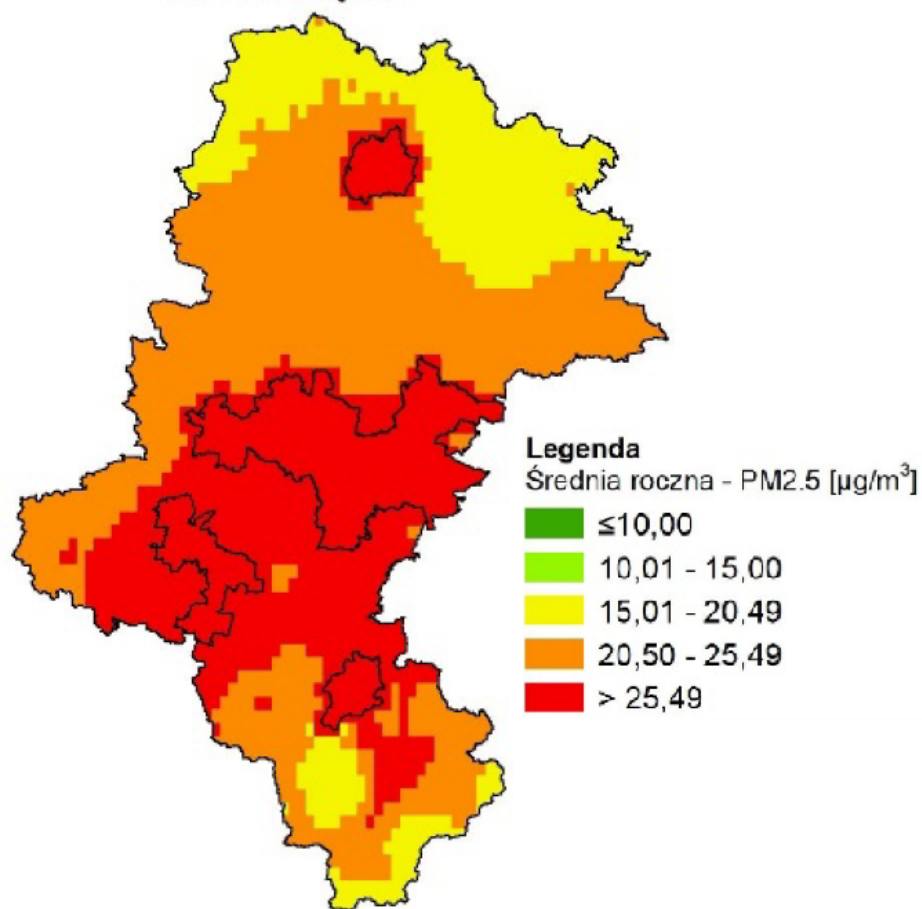 Legenda
Średnia roczna - PM2.5 [µg/m³]
≤10,00
10,01 - 15,00
15,01 - 20,49
20,50 - 25,49
> 25,49